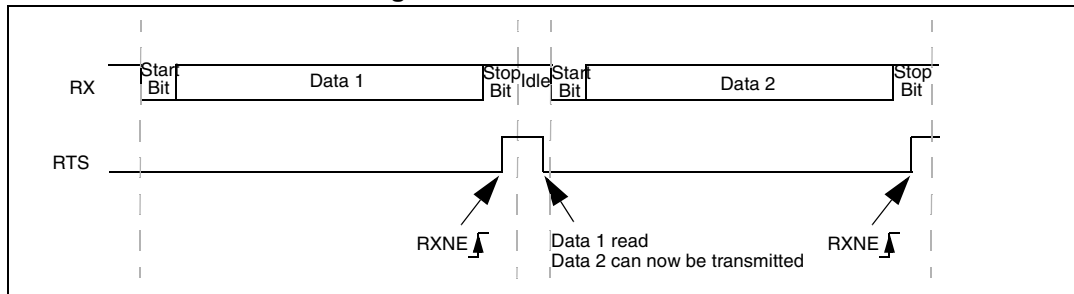 RX
Start
Bit
Data 1
Stop
Bit
Idle
Start
Bit
Data 2
Stop
Bit
RTS
RXNE
Data 1 read
Data 2 can now be transmitted
RXNE